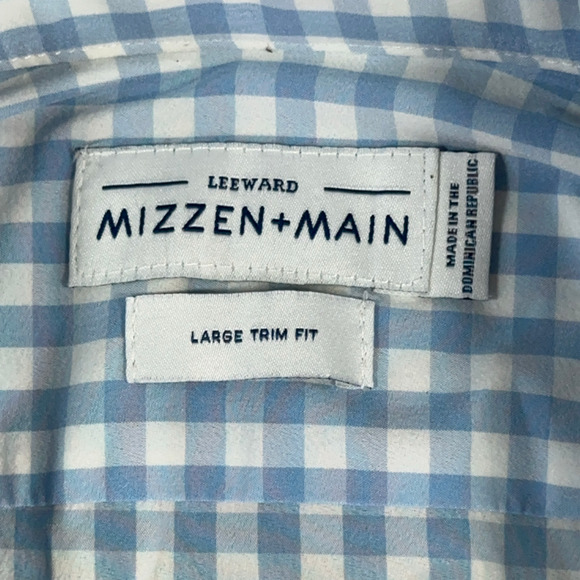 LEEWARD
MIZZEN+MAIN
MADE IN THE
DOMINICAN REPUBLIC
LARGE TRIM FIT